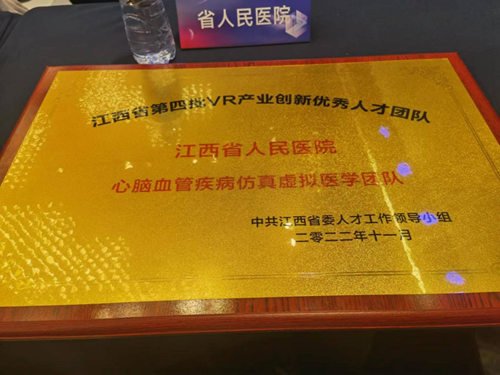 省人民医院
江西省第四批VR产业创新优秀人才团队
江西省人民医院
心脑血管疾病仿真虚拟医学团队
中共江西省委人才工作领导小组
二零二二年十一月